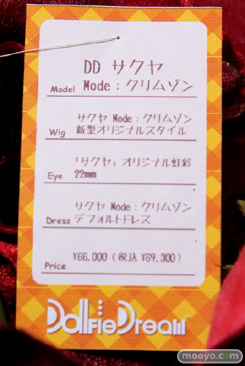 DD サクヤ
Model Mode：クリムゾン
サクヤ Mode：クリムゾン
Wig 新型オリジナルスタイル
「サクヤ」オリジナル虹彩
Eye 22mm
サクヤ Mode：クリムゾン
Dress デフォルトドレス
¥66,000（税込 ¥69,300）
Price
DollfieDream
moeyo.com